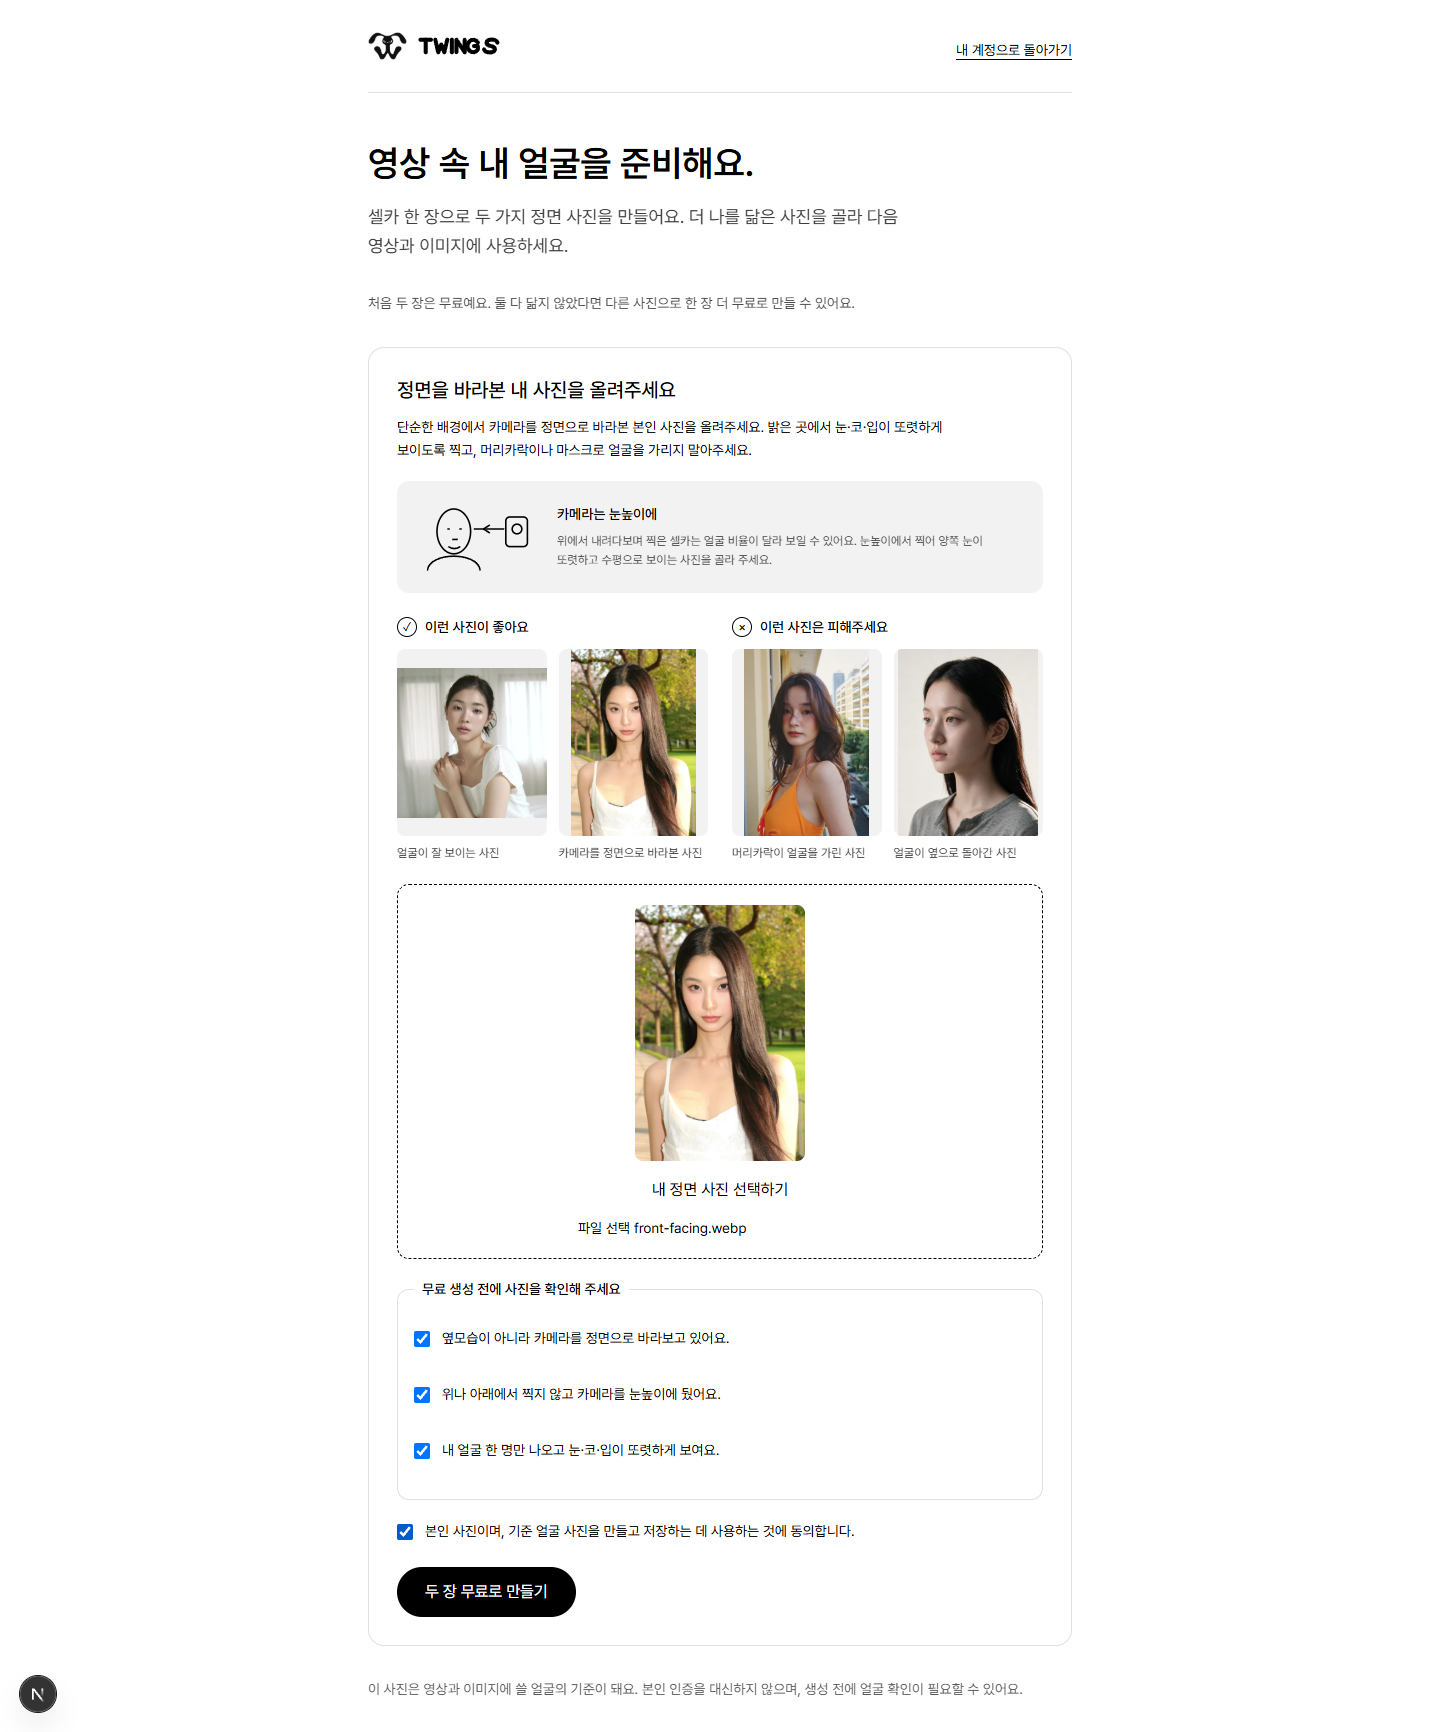 TWINGS
내 계정으로 돌아가기
영상 속 내 얼굴을 준비해요.
셀카 한 장으로 두 가지 정면 사진을 만들어요. 더 나를 닮은 사진을 골라 다음
영상과 이미지에 사용하세요.
처음 두 장은 무료예요. 둘 다 닮지 않았다면 다른 사진으로 한 장 더 무료로 만들 수 있어요.
정면을 바라본 내 사진을 올려주세요
단순한 배경에서 카메라를 정면으로 바라본 본인 사진을 올려주세요. 밝은 곳에서 눈·코·입이 또렷하게
보이도록 찍고, 머리카락이나 마스크로 얼굴을 가리지 말아주세요.
카메라는 눈높이에
위에서 내려다보며 찍은 셀카는 얼굴 비율이 달라 보일 수 있어요. 눈높이에서 찍어 양쪽 눈이
또렷하고 수평으로 보이는 사진을 골라 주세요.
이런 사진이 좋아요
이런 사진은 피해주세요
얼굴이 잘 보이는 사진
카메라를 정면으로 바라본 사진
머리카락이 얼굴을 가린 사진
얼굴이 옆으로 돌아간 사진
내 정면 사진 선택하기
파일 선택 front-facing.webp
무료 생성 전에 사진을 확인해 주세요
옆모습이 아니라 카메라를 정면으로 바라보고 있어요.
위나 아래에서 찍지 않고 카메라를 눈높이에 뒀어요.
내 얼굴 한 명만 나오고 눈·코·입이 또렷하게 보여요.
본인 사진이며, 기준 얼굴 사진을 만들고 저장하는 데 사용하는 것에 동의합니다.
두 장 무료로 만들기
N
이 사진은 영상과 이미지에 쓸 얼굴의 기준이 돼요. 본인 인증을 대신하지 않으며, 생성 전에 얼굴 확인이 필요할 수 있어요.